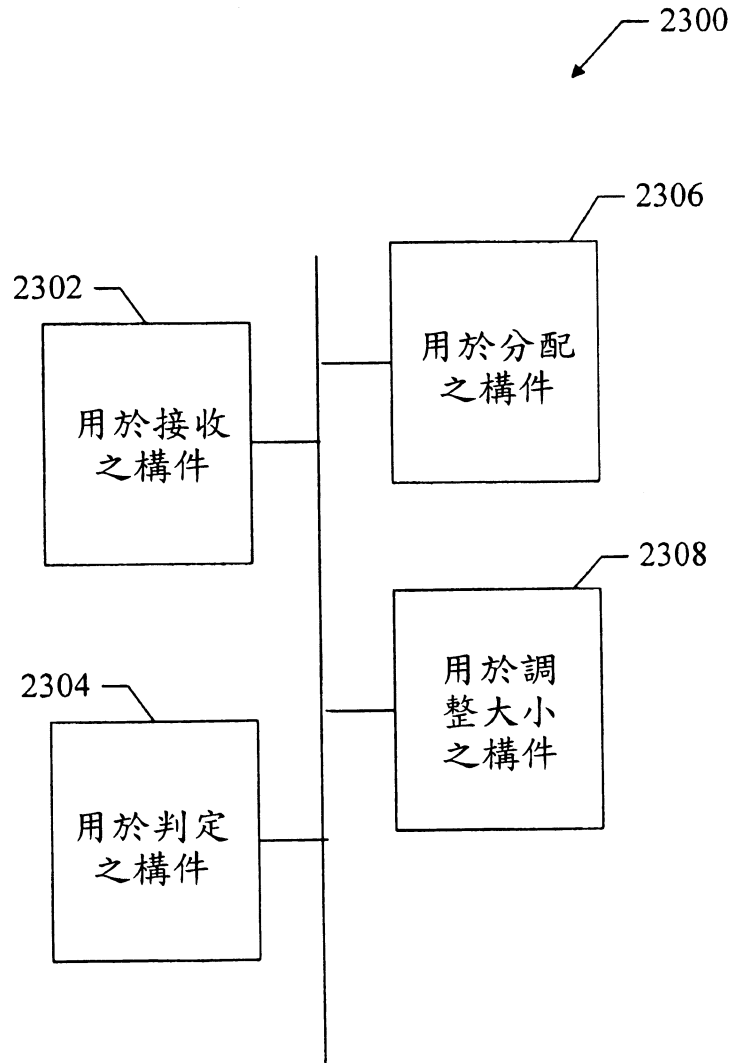 2300
2306
用於分配
之構件
2302
用於接收
之構件
2308
用於調
整大小
之構件
2304
用於判定
之構件